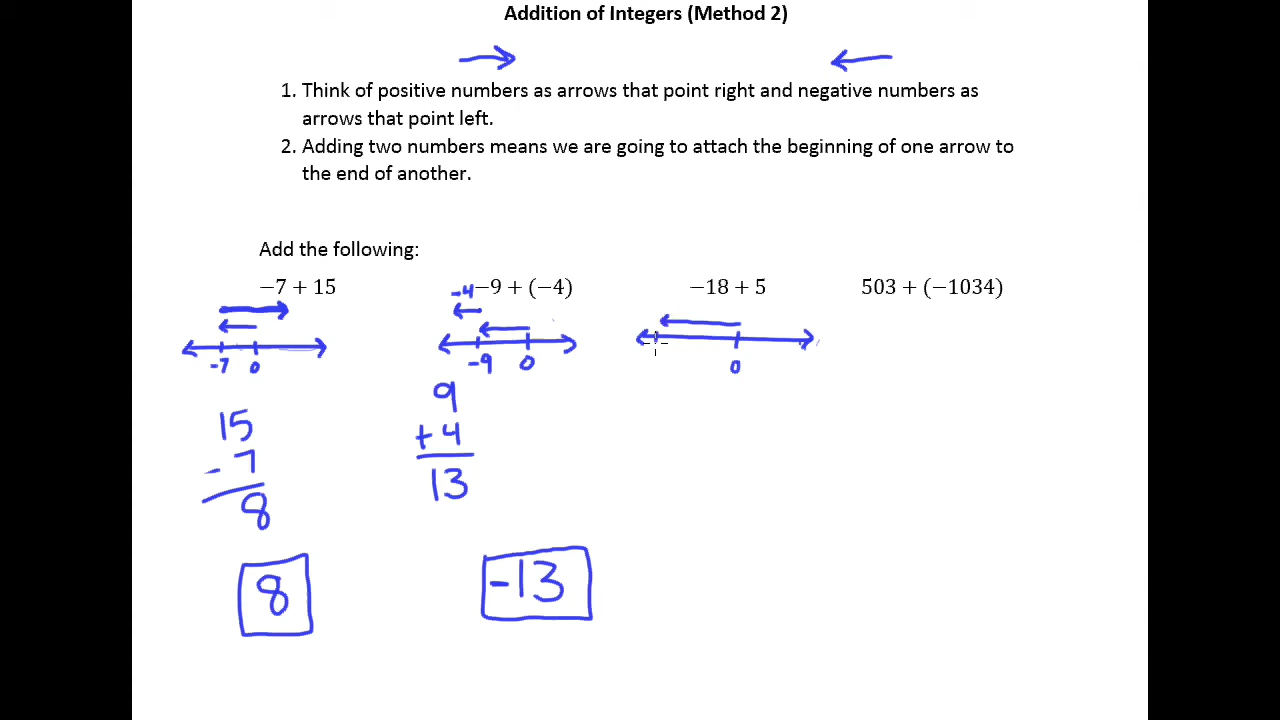 Addition of Integers (Method 2)
1. Think of positive numbers as arrows that point right and negative numbers as
arrows that point left.
2. Adding two numbers means we are going to attach the beginning of one arrow to
the end of another.
Add the following:
−7 + 15
-4
−9 + (−4)
−18 + 5
503 + (−1034)
-7 0
-9 0
0
15
- 7
8
9
+ 4
13
8
-13